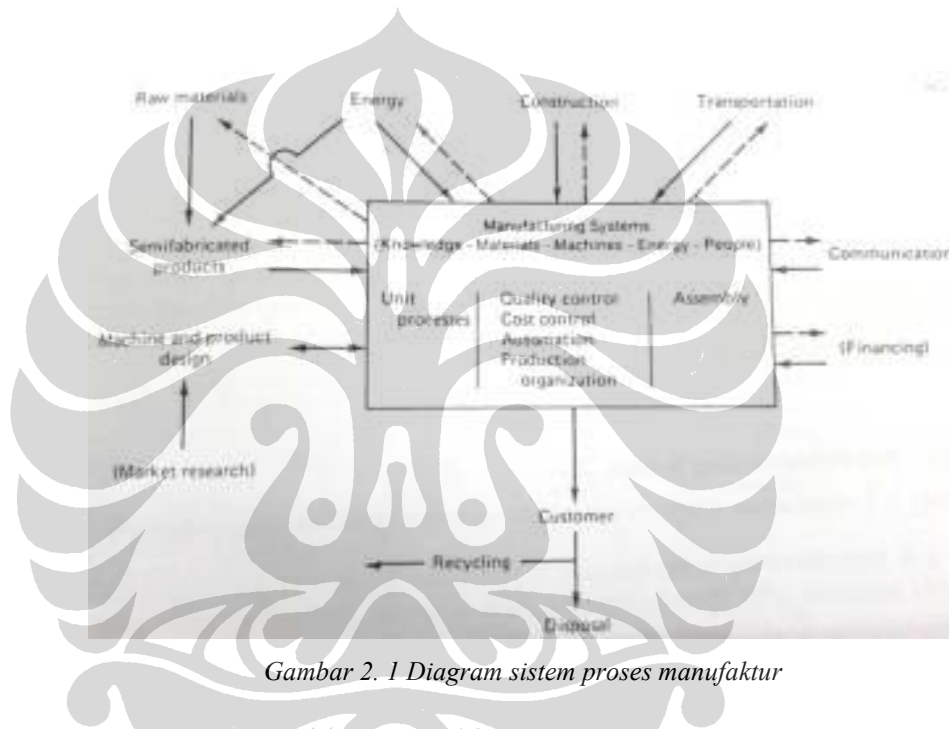 Raw materials
Energy
Construction
Transportation
Manufacturing Systems
(Knowledge - Materials - Machines - Energy - People)
Semifabricated
products
Communication
Unit
processes
Quality control
Cost control
Automation
Production
organization
Assembly
Machine and product
design
(Financing)
(Market research)
Customer
Recycling
Disposal
Gambar 2. 1 Diagram sistem proses manufaktur